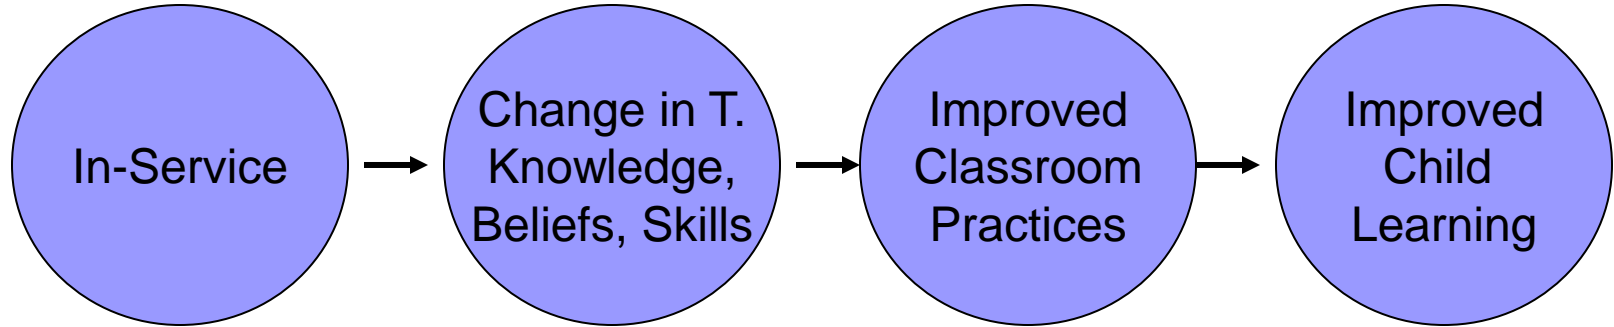 In-Service
Change in T.
Knowledge,
Beliefs, Skills
Improved
Classroom
Practices
Improved
Child
Learning